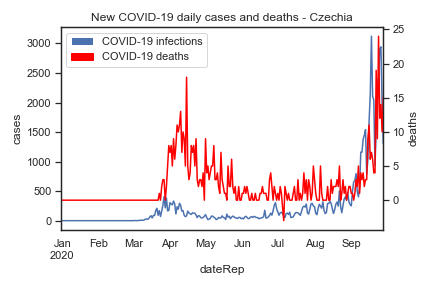 New COVID-19 daily cases and deaths - Czechia
COVID-19 infections
COVID-19 deaths
3000
2500
2000
1500
1000
500
0
cases
25
20
15
10
5
0
deaths
Jan Feb Mar Apr May Jun Jul Aug Sep
2020
dateRep